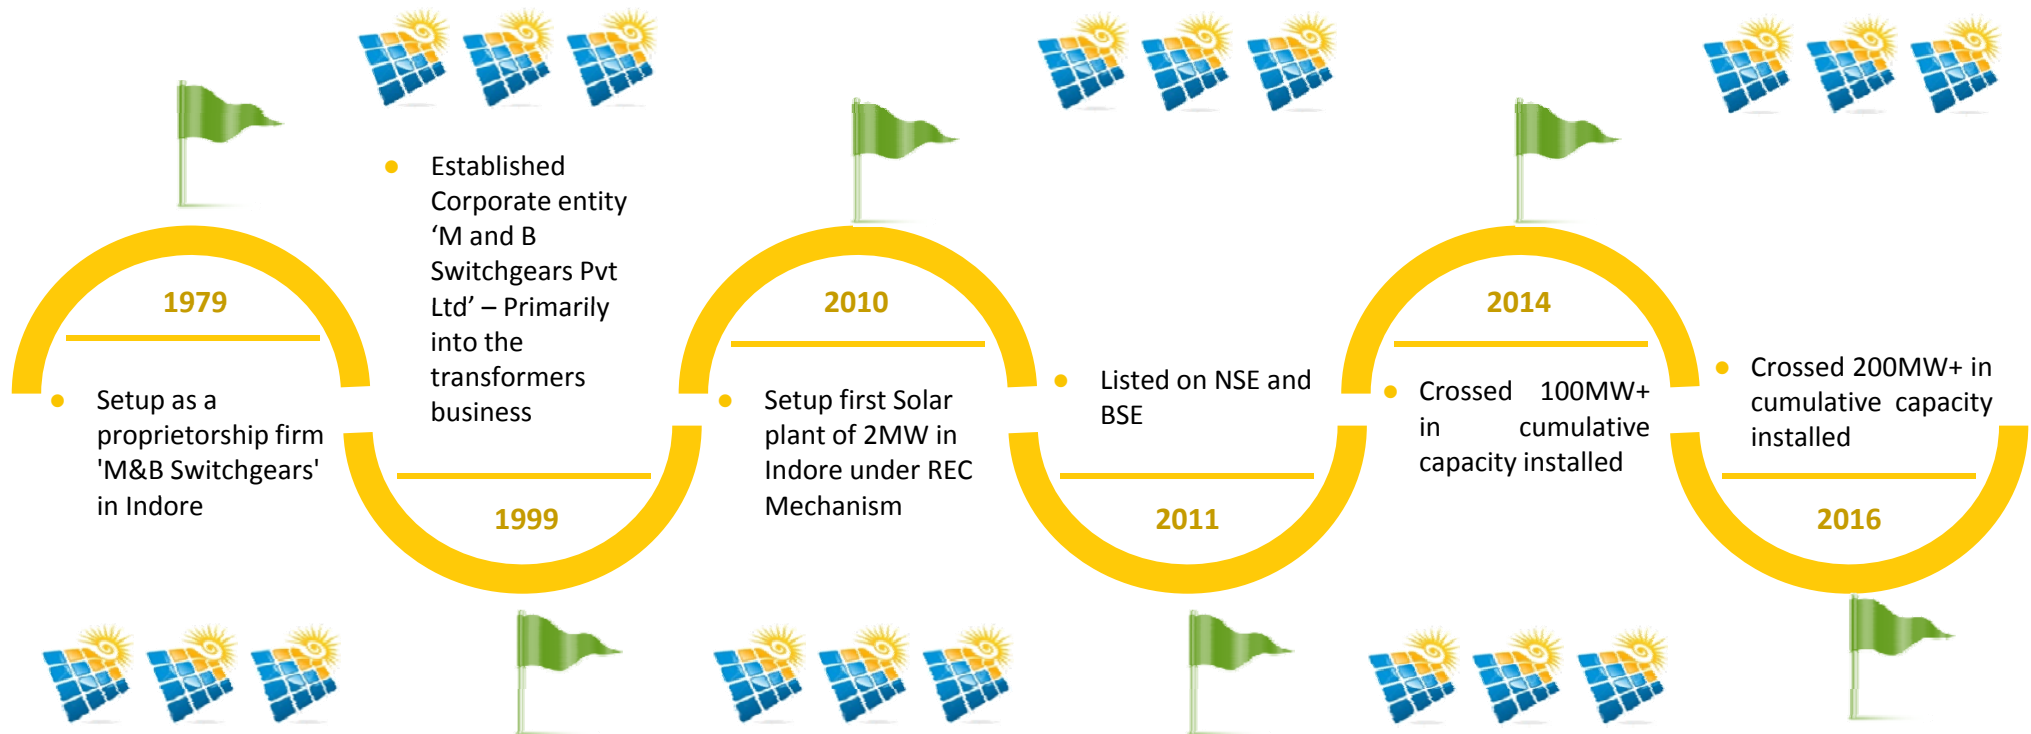 1979
Setup as a
proprietorship firm
'M&B Switchgears'
in Indore
Established
Corporate entity
‘M and B
Switchgears Pvt
Ltd’ – Primarily
into the
transformers
business
1999
2010
Setup first Solar
plant of 2MW in
Indore under REC
Mechanism
Listed on NSE and
BSE
2011
2014
Crossed 100MW+
in cumulative
capacity installed
Crossed 200MW+ in
cumulative capacity
installed
2016